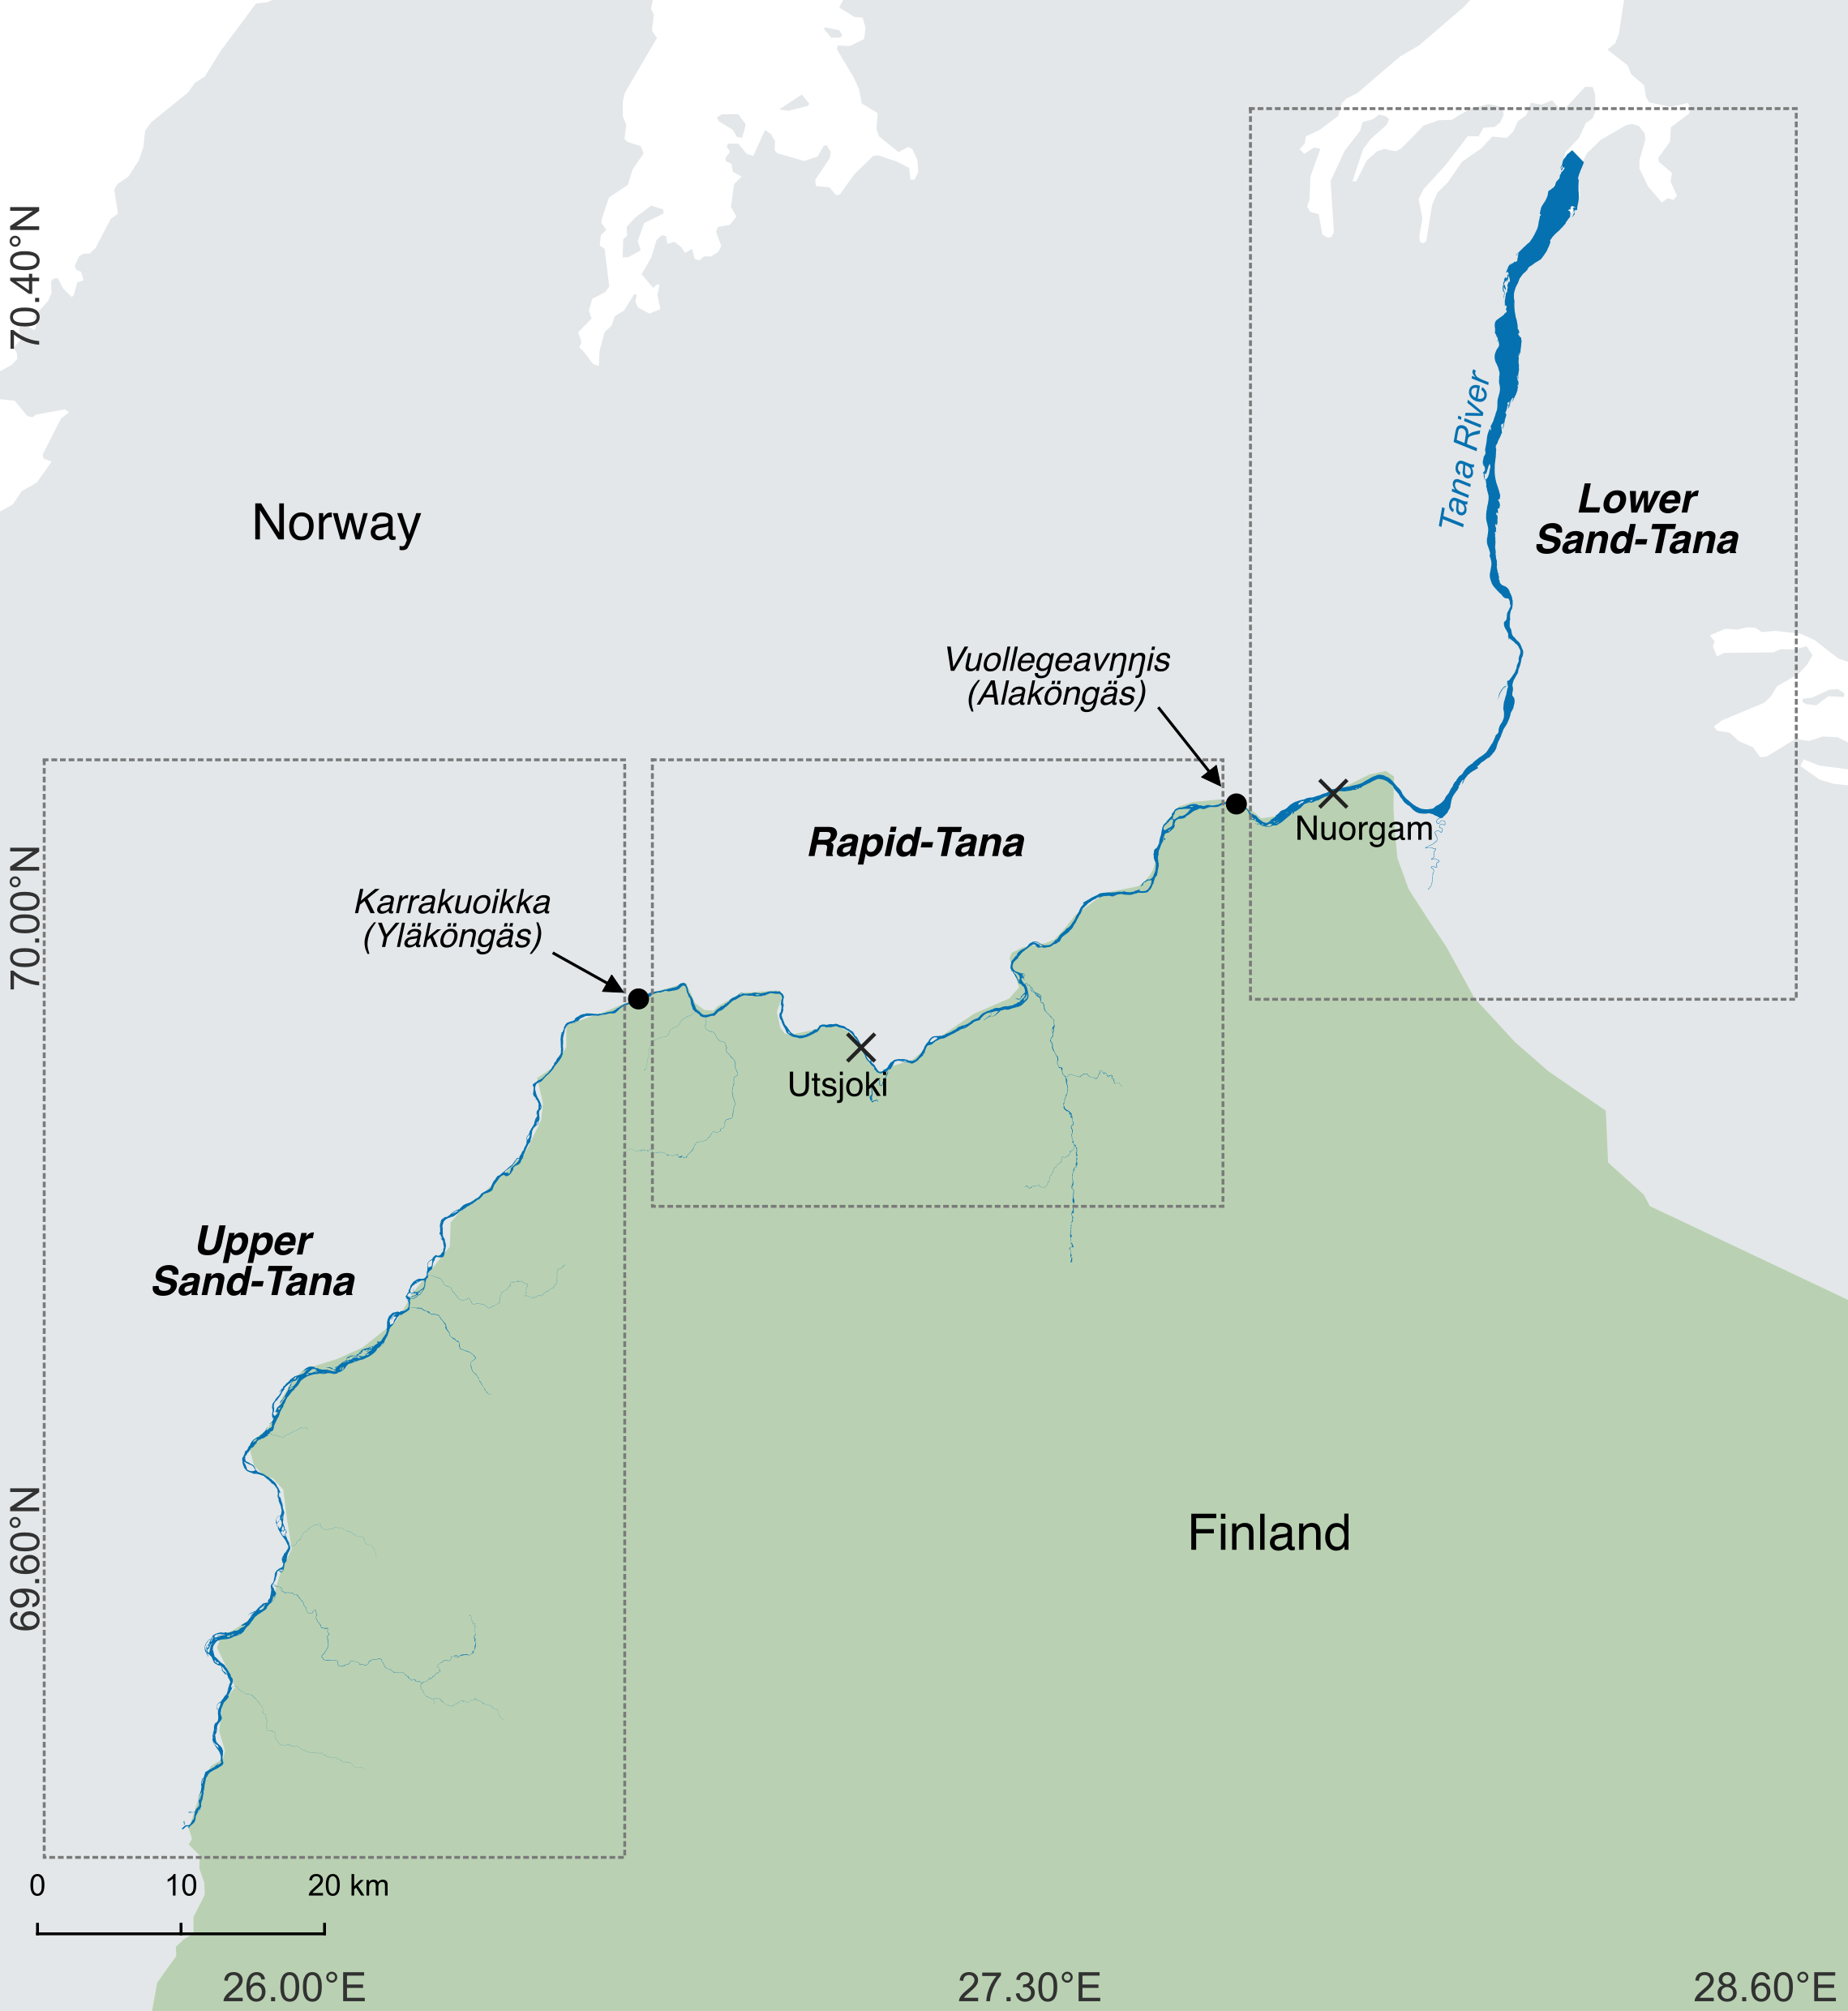 70.40°N
Tana River
Lower
Sand-Tana
Norway
Vuollegeavŋŋis
(Alaköngäs)
Nuorgam
Rapid-Tana
70.00°N
Karrakuoikka
(Yläköngäs)
Utsjoki
Upper
Sand-Tana
69.60°N
Finland
0 10 20 km
26.00°E 27.30°E 28.60°E